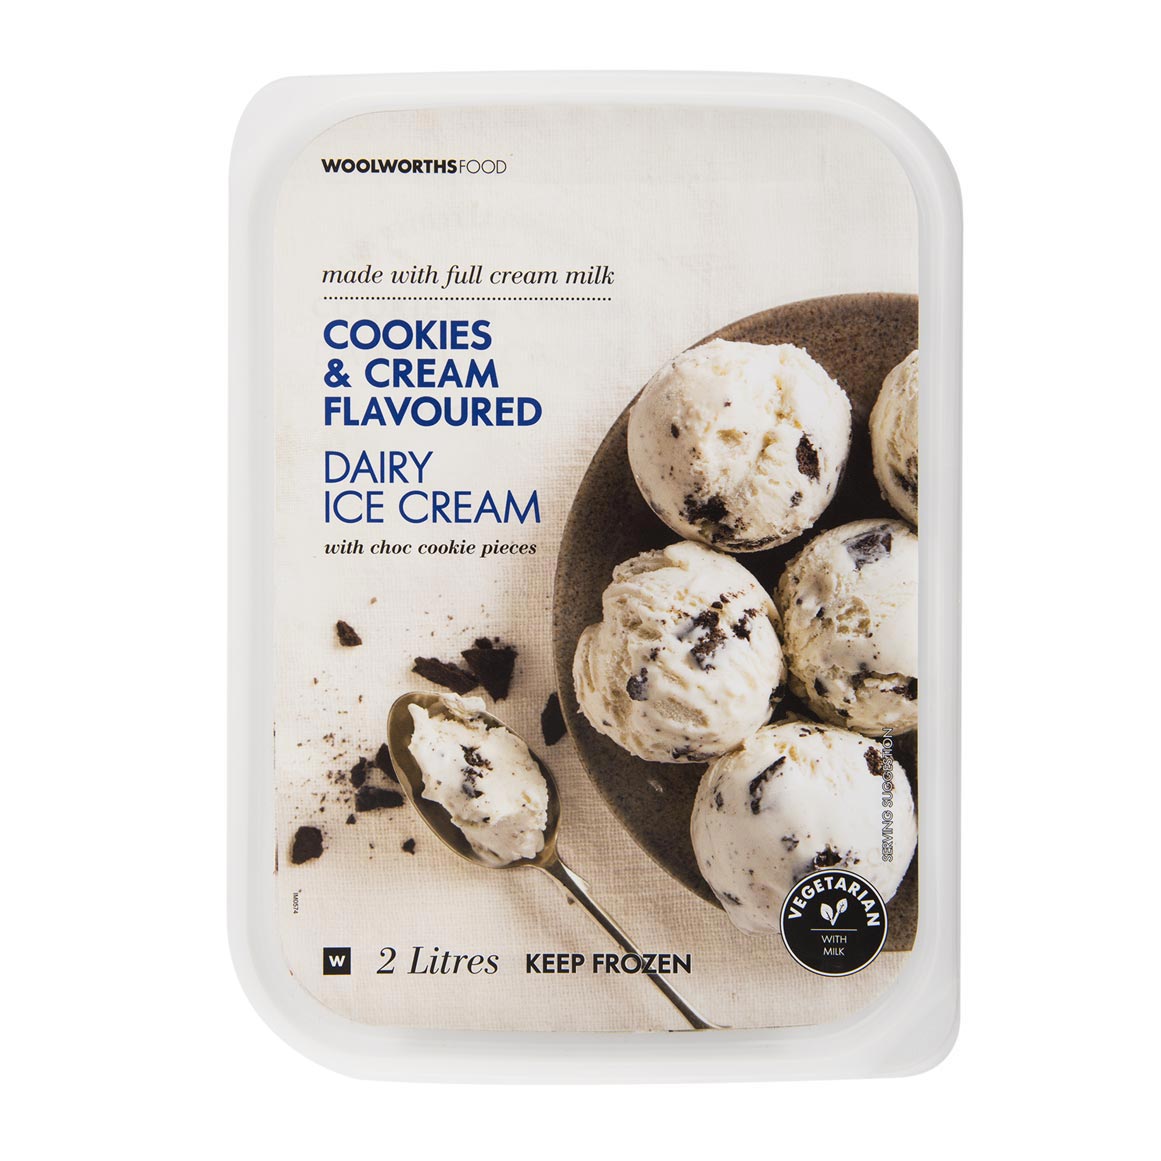 WOOLWORTHSFOOD
made with full cream milk
COOKIES
& CREAM
FLAVOURED
DAIRY
ICE CREAM
with choc cookie pieces
SERVING SUGGESTION
VEGETARIAN
WITH
MILK
IM0574
W
2 Litres KEEP FROZEN